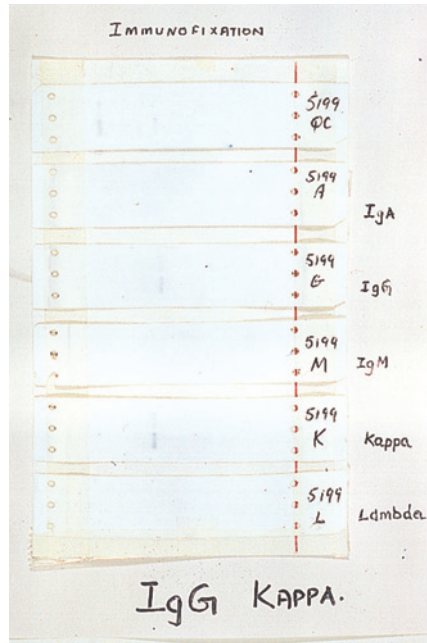 IMMUNOFIXATION
5199
QC
5199
A
IgA
5199
G
IgG
5199
M
IgM
5199
K
Kappa
5199
L
Lambda
IgG KAPPA.